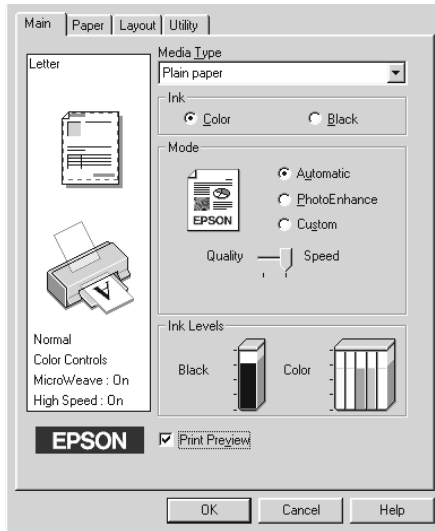 Main Paper Layout Utility
Letter
Media Type
Plain paper
Ink
Color Black
Mode
EPSON
Automatic
PhotoEnhance
Custom
Quality Speed
A
Normal
Color Controls
MicroWeave : On
High Speed : On
Ink Levels
Black Color
EPSON
Print Preview
OK Cancel Help